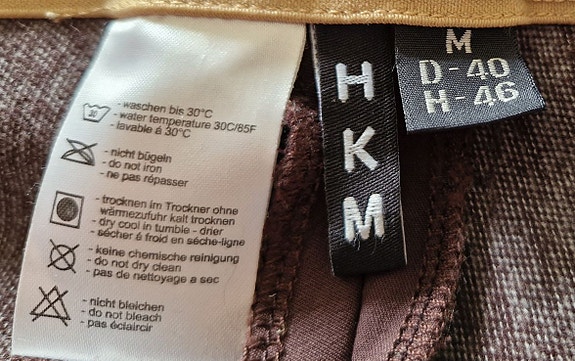 - waschen bis 30°C
- water temperature 30C/85F
- lavable á 30°C
30
- nicht bügeln
- do not iron
- ne pas répasser
- trocknen im Trockner ohne
wärmezufuhr kalt trocknen
- dry cool in tumble - drier
- sécher é froid en séche-ligne
- keine chemische reinigung
- do not dry clean
- pas de nettoyage a sec
- nicht bleichen
- do not bleach
- pas éclaircir
H
K
M
M
D - 40
H - 46